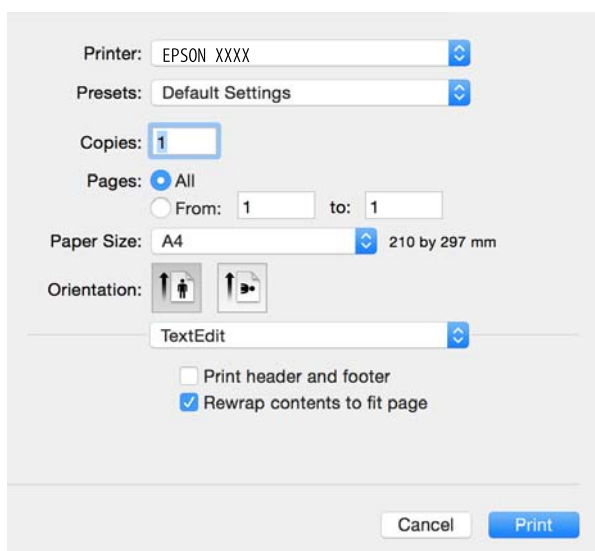 Printer: EPSON XXXX
Presets: Default Settings
Copies: 1
Pages: All
From: 1 to: 1
Paper Size: A4 210 by 297 mm
Orientation:
TextEdit
Print header and footer
Rewrap contents to fit page
Cancel Print